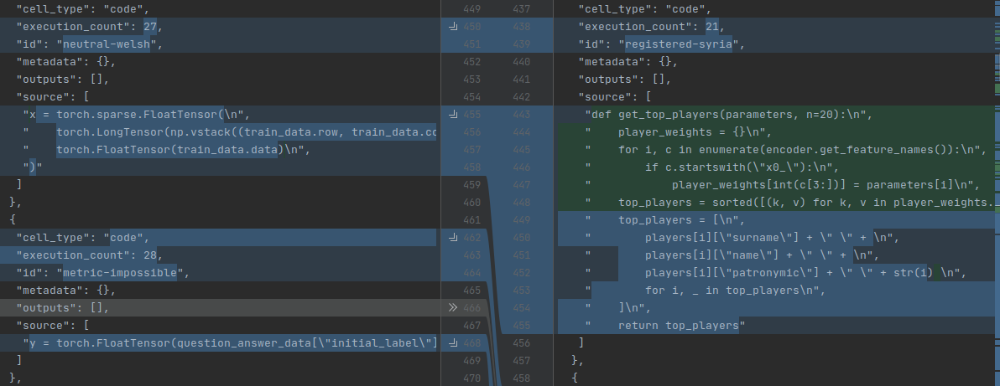 "cell_type": "code",
"execution_count": 27,
"id": "neutral-welsh",
"metadata": {},
"outputs": [],
"source": [
"x = torch.sparse.FloatTensor(\n",
"    torch.LongTensor(np.vstack((train_data.row, train_data.co
"    torch.FloatTensor(train_data.data)\n",
")"
]
},
{
"cell_type": "code",
"execution_count": 28,
"id": "metric-impossible",
"metadata": {},
"outputs": [],
"source": [
"y = torch.FloatTensor(question_answer_data[\"initial_label\"]
]
},
449 437
450 438
451 439
452 440
453 441
454 442
455 443
456 444
457 445
458 446
459 447
460 448
461 449
462 450
463 451
464 452
465 453
466 454
467 455
468 456
469 457
470 458
"cell_type": "code",
"execution_count": 21,
"id": "registered-syria",
"metadata": {},
"outputs": [],
"source": [
"def get_top_players(parameters, n=20):\n",
"    player_weights = {}\n",
"    for i, c in enumerate(encoder.get_feature_names()):\n",
"        if c.startswith(\"x0_\"):\n",
"            player_weights[int(c[3:])] = parameters[i]\n",
"    top_players = sorted([(k, v) for k, v in player_weights.
"    top_players = [\n",
"        players[i][\"surname\"] + \" \" + \n",
"        players[i][\"name\"] + \" \" + \n",
"        players[i][\"patronymic\"] + \" \" + str(i) \n",
"        for i, _ in top_players\n",
"    ]\n",
"    return top_players"
]
},
{